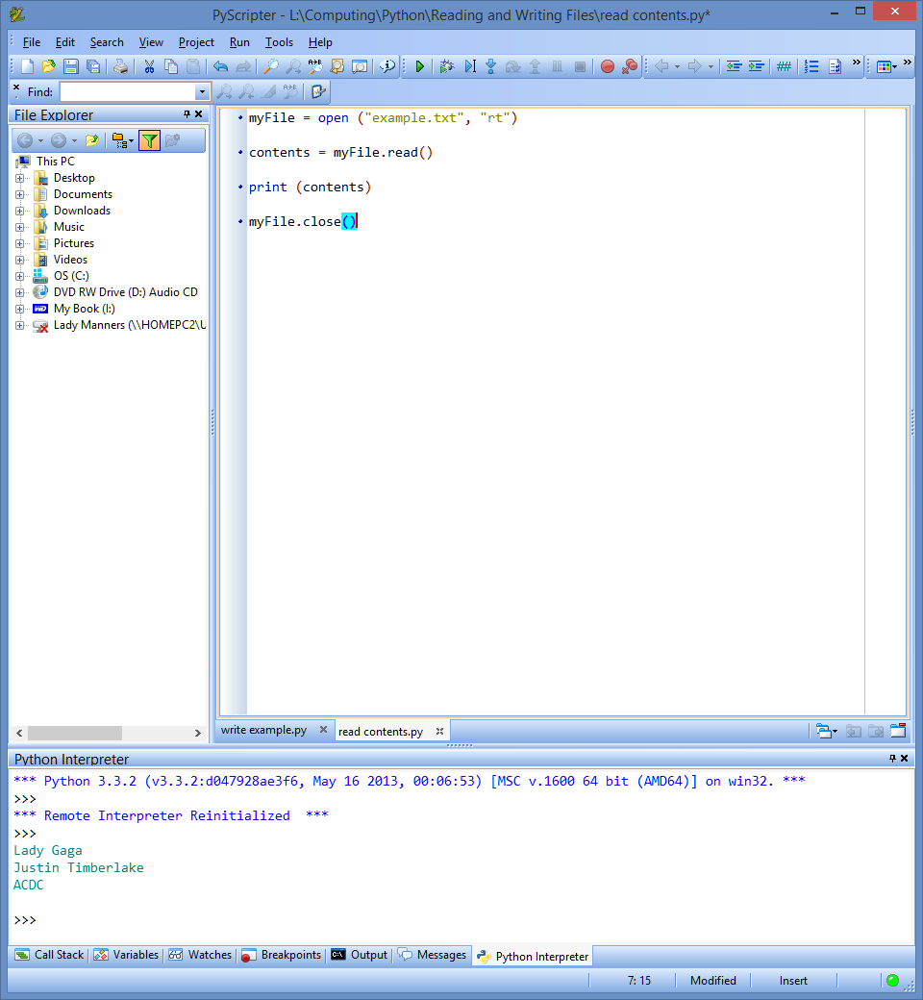 PyScripter - L:\Computing\Python\Reading and Writing Files\read contents.py*
File Edit Search View Project Run Tools Help
Find:
File Explorer
This PC
Desktop
Documents
Downloads
Music
Pictures
Videos
OS (C:)
DVD RW Drive (D:) Audio CD
My Book (I:)
Lady Manners (\\HOMEPC2\U
myFile = open ("example.txt", "rt")
contents = myFile.read()
print (contents)
myFile.close()
write example.py read contents.py
Python Interpreter
*** Python 3.3.2 (v3.3.2:d047928ae3f6, May 16 2013, 00:06:53) [MSC v.1600 64 bit (AMD64)] on win32. ***
>>>
*** Remote Interpreter Reinitialized  ***
>>>
Lady Gaga
Justin Timberlake
ACDC
>>>
Call Stack Variables Watches Breakpoints Output Messages Python Interpreter
7: 15 Modified Insert